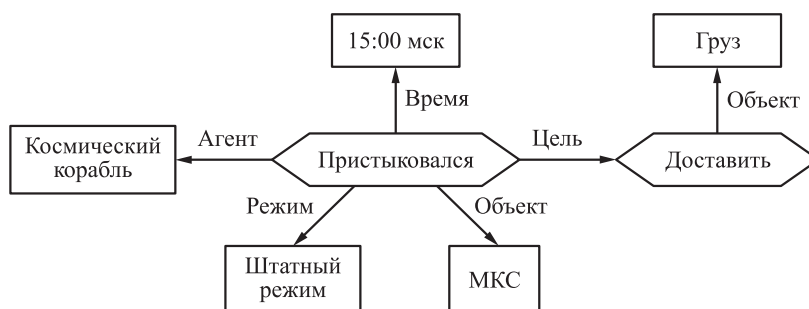 15:00 мск
Груз
Время
Объект
Космический
корабль
Агент
Пристыковался
Цель
Доставить
Режим
Объект
Штатный
режим
МКС